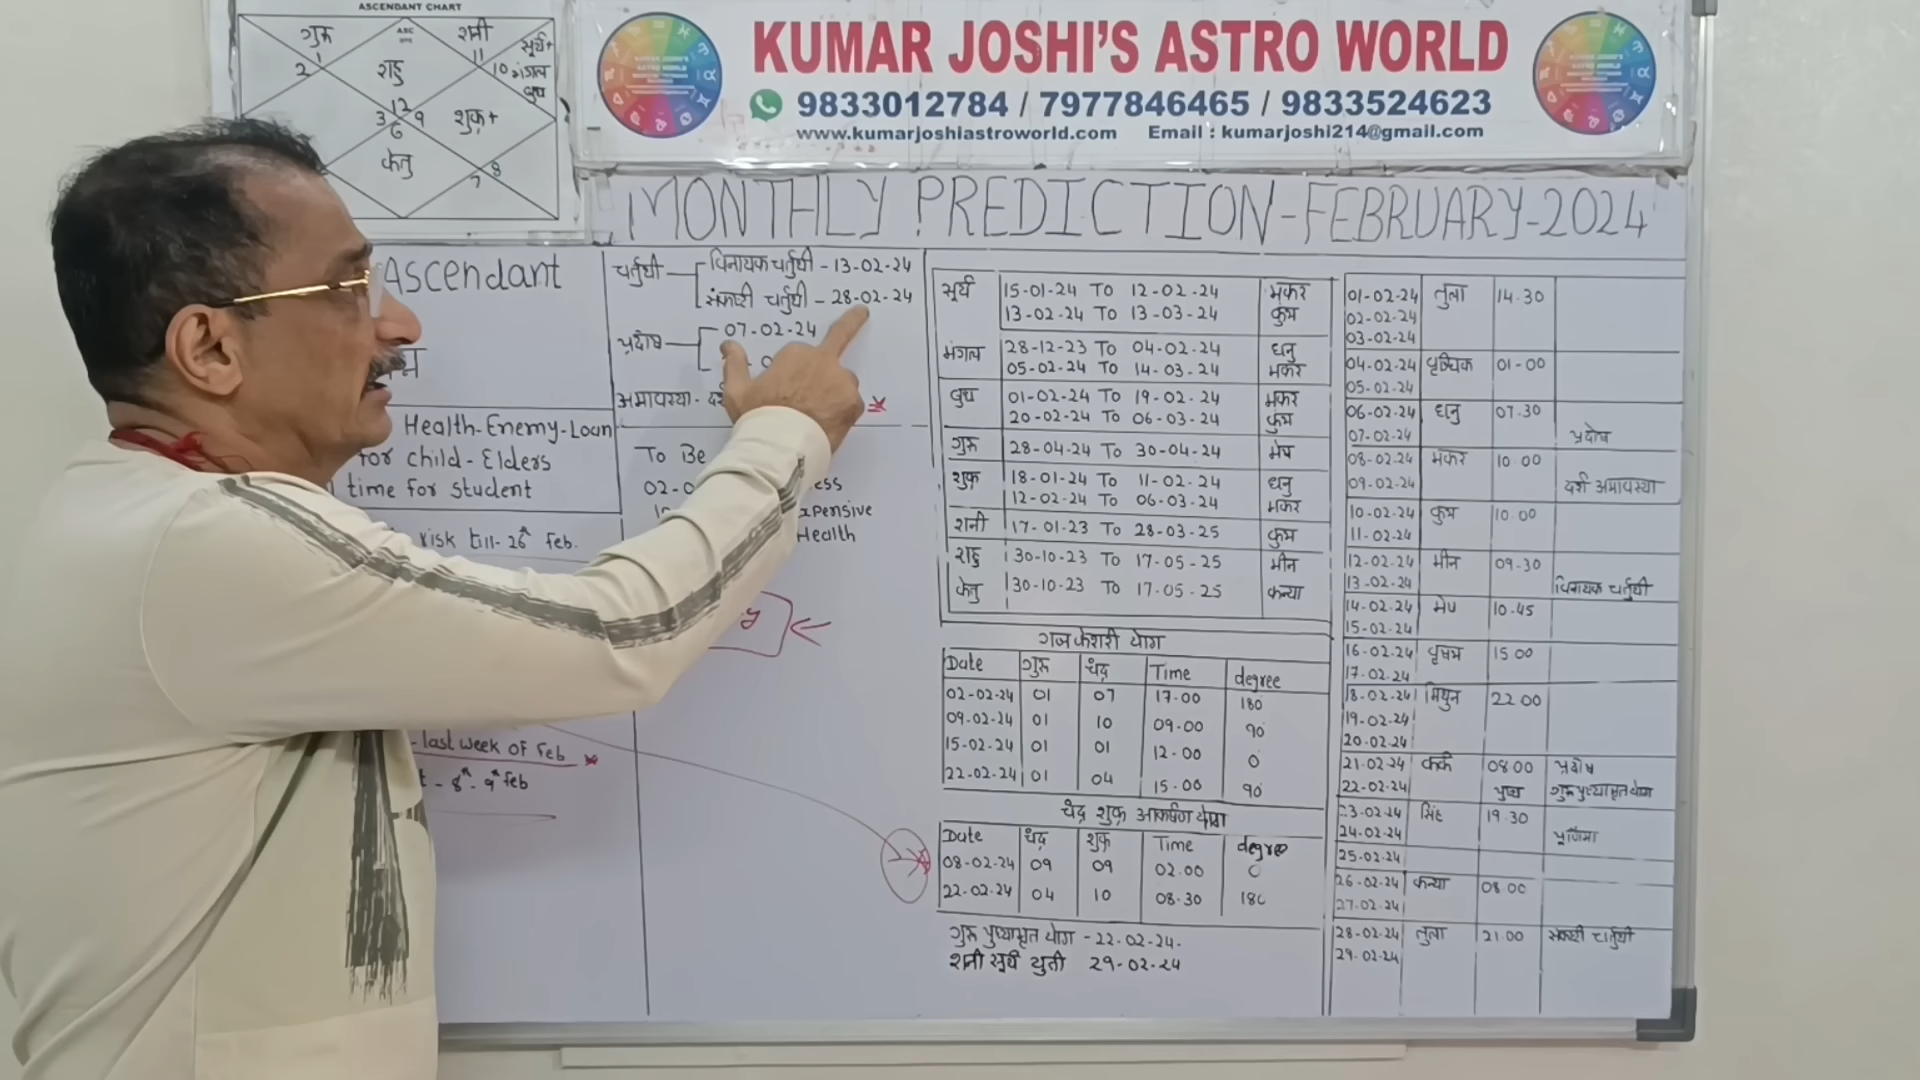 ASCENDANT CHART
ASC
गुरु
शनी
सूर्य+
मंगल
बुध
राहु
शुक्र+
केतु
1
2
11
10
12
3
9
6
8
7
KUMAR JOSHI'S ASTRO WORLD
9833012784 / 7977846465 / 9833524623
www.kumarjoshiastroworld.com Email : kumarjoshi214@gmail.com
MONTHLY PREDICTION-FEBRUARY-2024
Ascendant
Health-Enemy-Loan
for child-Elders
time for student
risk till-26th feb.
-last week of feb
- 8th-9th feb
चर्तुथी
विनायक चर्तुथी - 13-02-24
संकष्टी चर्तुथी - 28-02-24
प्रदोष
07-02-24
अमावस्या-
To Be
02-0
ess
xpensive
Health
सूर्य 15-01-24 TO 12-02-24 मकर
13-02-24 TO 13-03-24 कुंभ
मंगल 28-12-23 TO 04-02-24 धनु
05-02-24 TO 14-03-24 मकर
बुध 01-02-24 TO 19-02-24 मकर
20-02-24 TO 06-03-24 कुंभ
गुरु 28-04-24 TO 30-04-24 मेष
शुक्र 18-01-24 TO 11-02-24 धनु
12-02-24 TO 06-03-24 मकर
शनी 17-01-23 TO 28-03-25 कुंभ
राहु 30-10-23 TO 17-05-25 मीन
केतु 30-10-23 TO 17-05-25 कन्या
गजकेशरी योग
Date गुरु चंद्र Time degree
02-02-24 01 07 17.00 180
09-02-24 01 10 09-00 90
15-02-24 01 01 12-00 0
22-02-24 01 04 15.00 90
चंद्र शुक्र आकर्षण योग
Date चंद्र शुक्र Time degree
08-02-24 09 09 02.00 0
22-02-24 04 10 08.30 180
गुरु पुष्यामृत योग - 22-02-24.
शनी सूर्य युती 29-02-24
01-02-24 तुला 14.30
02-02-24
03-02-24
04-02-24 वृश्चिक 01-00
05-02-24
06-02-24 धनु 07.30
07-02-24 प्रदोष
08-02-24 मकर 10.00
09-02-24 दर्श अमावस्या
10-02-24 कुंभ 10.00
11-02-24
12-02-24 मीन 09.30
13-02-24 विनायक चर्तुथी
14-02-24 मेष 10.45
15-02-24
16-02-24 वृषभ 15.00
17-02-24
18-02-24 मिथुन 22.00
19-02-24
20-02-24
21-02-24 कर्क 08.00 प्रदोष
22-02-24 पुष्य गुरुपुष्यामृतयोग
23-02-24 सिंह 19.30
24-02-24 पूर्णिमा
25-02-24
26-02-24 कन्या 08.00
27-02-24
28-02-24 तुला 21.00 संकष्टी चर्तुथी
29-02-24